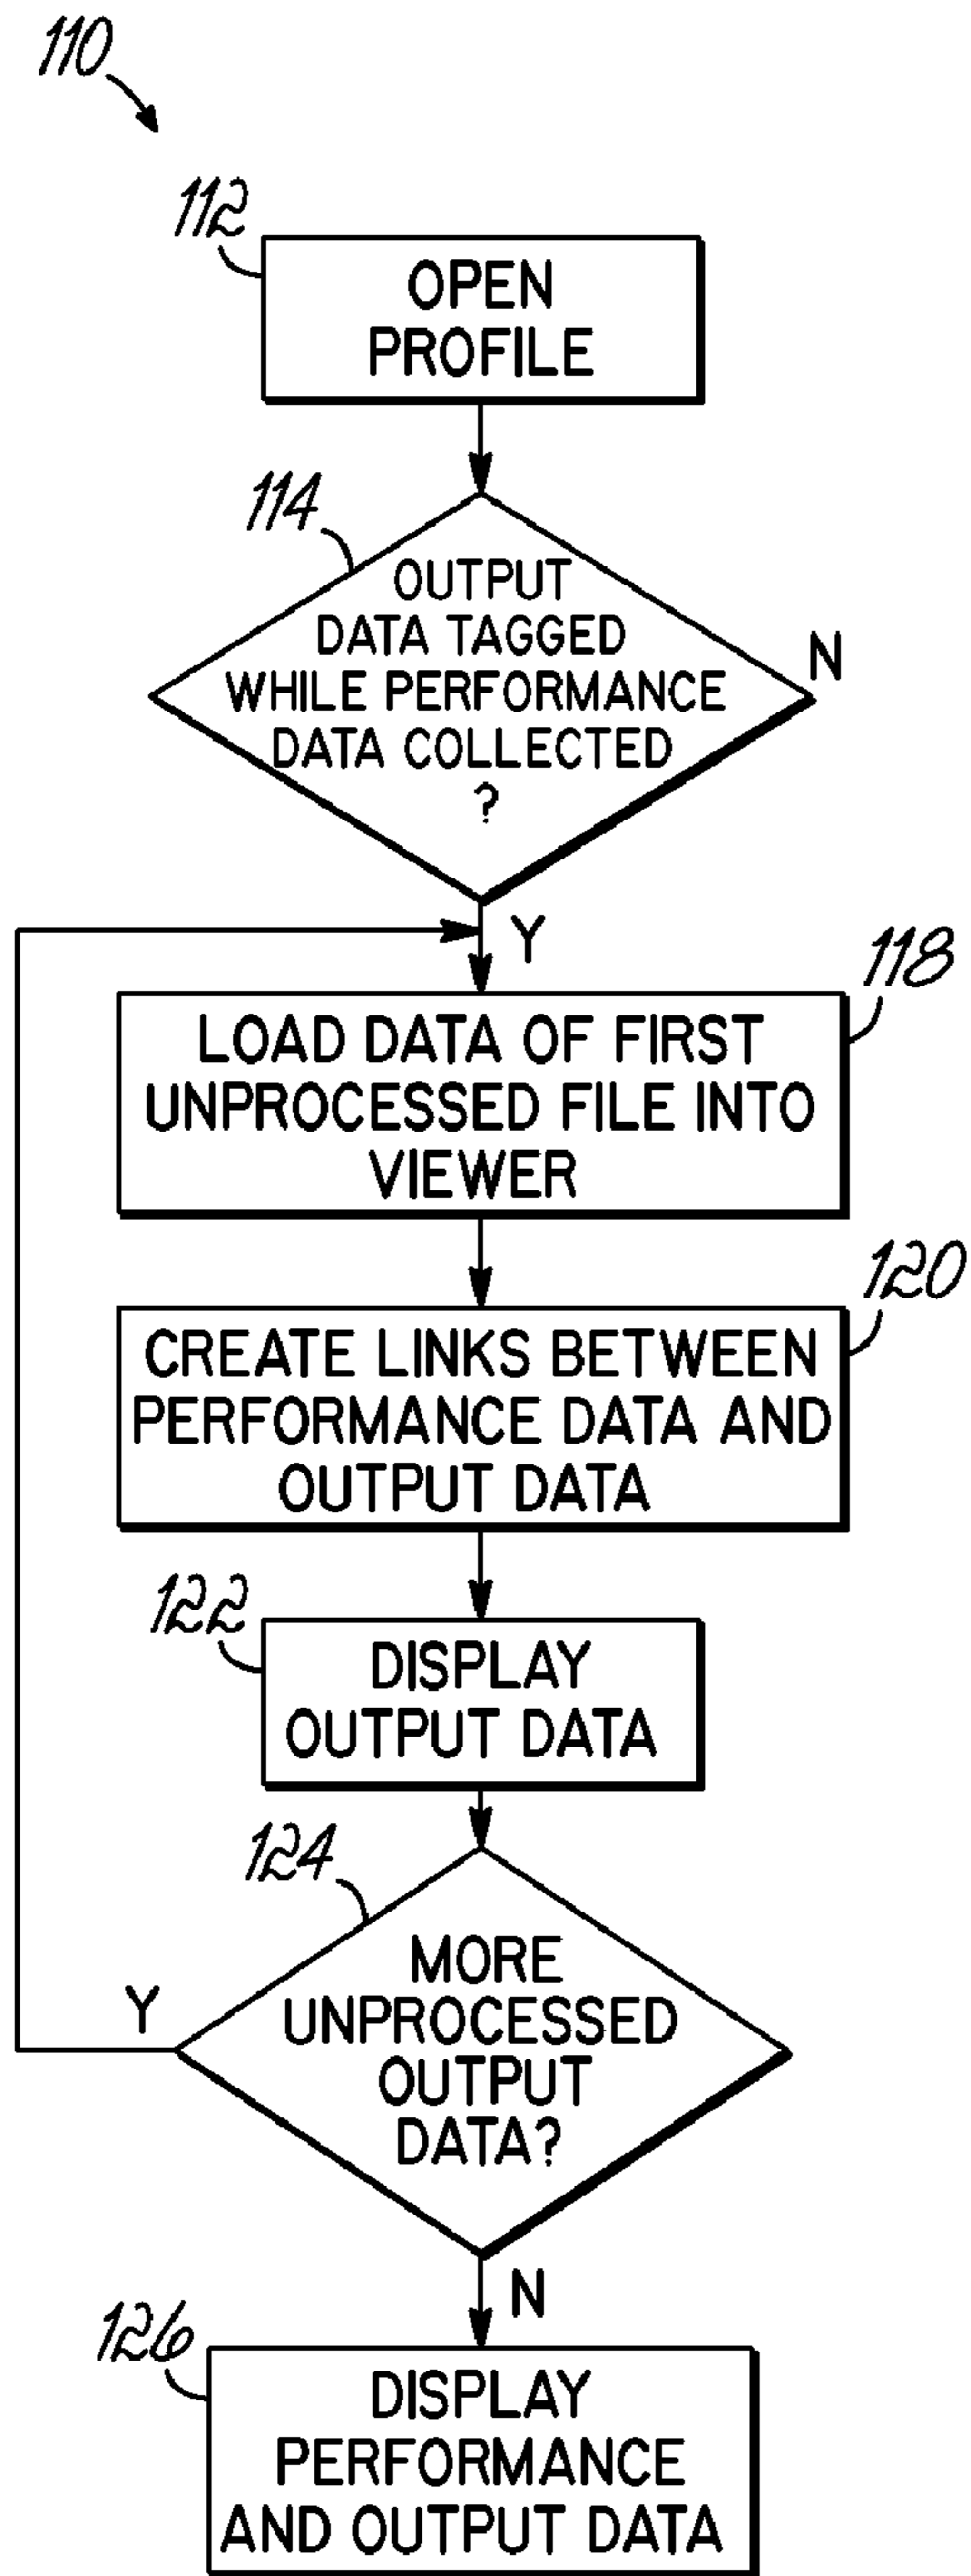 110
112
OPEN
PROFILE
114
OUTPUT
DATA TAGGED
WHILE PERFORMANCE
DATA COLLECTED
?
N
Y
118
LOAD DATA OF FIRST
UNPROCESSED FILE INTO
VIEWER
120
CREATE LINKS BETWEEN
PERFORMANCE DATA AND
OUTPUT DATA
122
DISPLAY
OUTPUT DATA
124
MORE
UNPROCESSED
OUTPUT
DATA?
Y
N
126
DISPLAY
PERFORMANCE
AND OUTPUT DATA